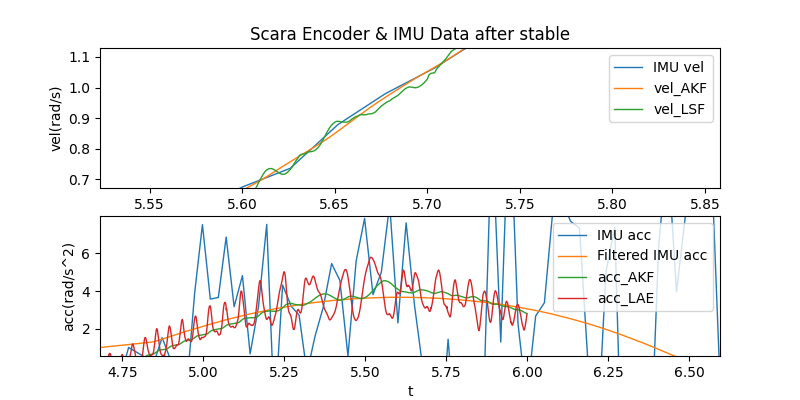 Scara Encoder & IMU Data after stable
vel(rad/s)
1.1
1.0
0.9
0.8
0.7
IMU vel
vel_AKF
vel_LSF
5.55 5.60 5.65 5.70 5.75 5.80 5.85
acc(rad/s^2)
6
4
2
IMU acc
Filtered IMU acc
acc_AKF
acc_LAE
4.75 5.00 5.25 5.50 5.75 6.00 6.25 6.50
t